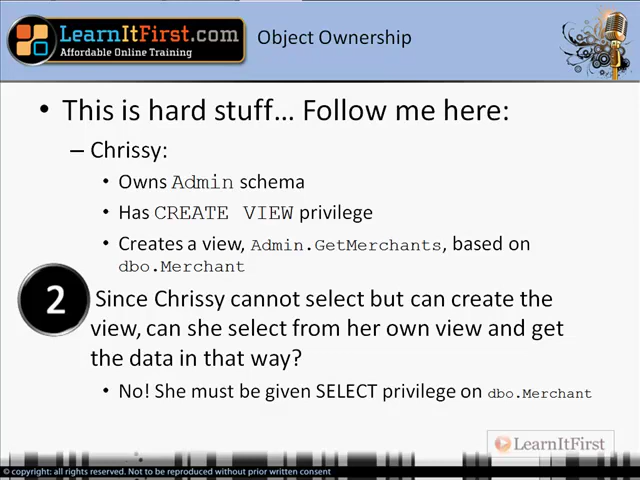 LearnItFirst.com
Affordable Online Training
Object Ownership
• This is hard stuff… Follow me here:
– Chrissy:
• Owns Admin schema
• Has CREATE VIEW privilege
• Creates a view, Admin.GetMerchants, based on
dbo.Merchant
2 Since Chrissy cannot select but can create the
view, can she select from her own view and get
the data in that way?
• No! She must be given SELECT privilege on dbo.Merchant
LearnItFirst
© copyright: all rights reserved. Not to be reproduced without prior written consent